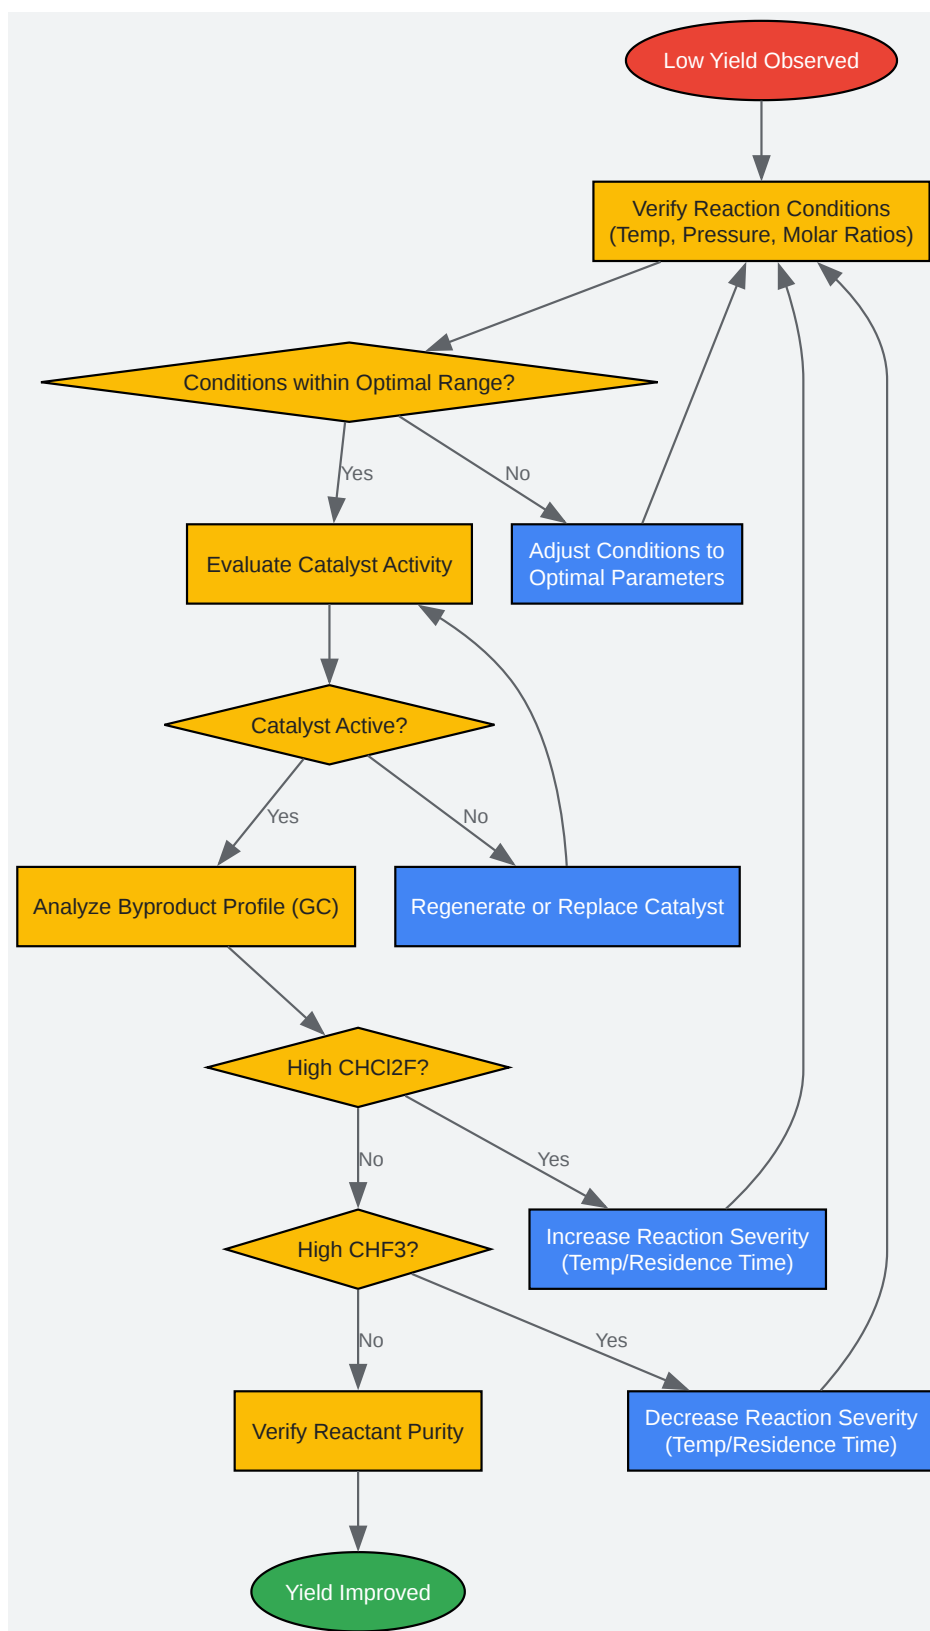 Low Yield Observed
Verify Reaction Conditions
(Temp, Pressure, Molar Ratios)
Conditions within Optimal Range?
Yes
No
Evaluate Catalyst Activity
Adjust Conditions to
Optimal Parameters
Catalyst Active?
Yes
No
Analyze Byproduct Profile (GC)
Regenerate or Replace Catalyst
High CHCl2F?
No
Yes
Increase Reaction Severity
(Temp/Residence Time)
High CHF3?
No
Yes
Verify Reactant Purity
Decrease Reaction Severity
(Temp/Residence Time)
Yield Improved